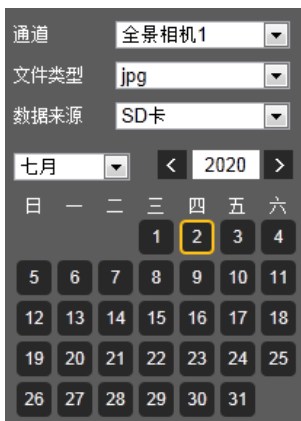 通道 全景相机1
文件类型 jpg
数据来源 SD卡
七月 < 2020 >
日 一 二 三 四 五 六
1 2 3 4
5 6 7 8 9 10 11
12 13 14 15 16 17 18
19 20 21 22 23 24 25
26 27 28 29 30 31